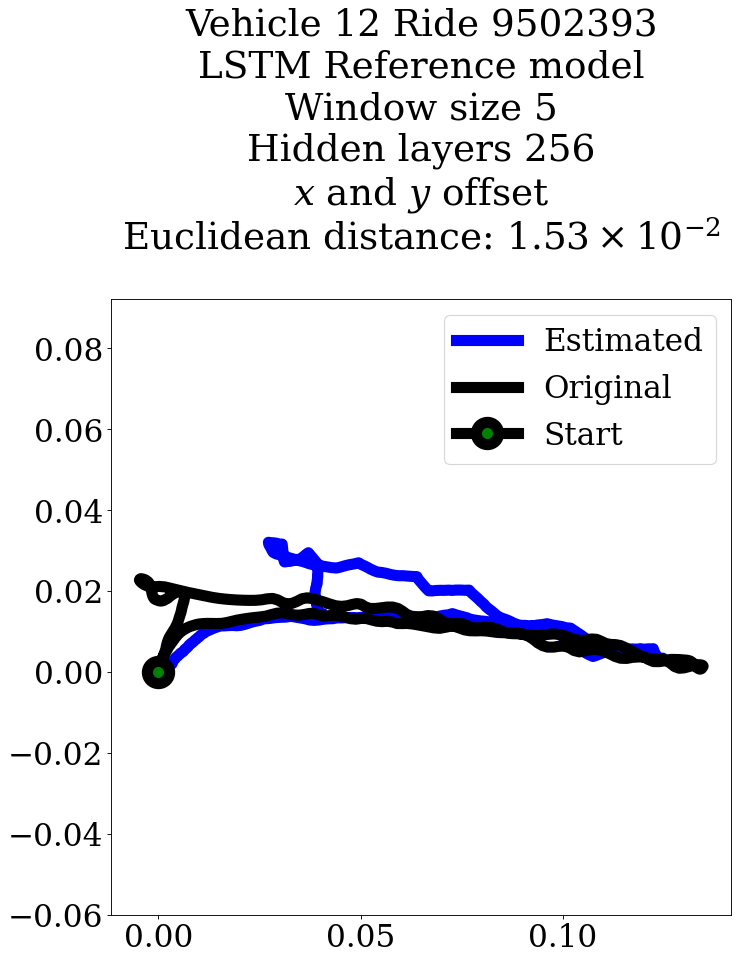 Vehicle 12 Ride 9502393
LSTM Reference model
Window size 5
Hidden layers 256
x and y offset
Euclidean distance: 1.53 × 10⁻²
Estimated
Original
Start
0.08
0.06
0.04
0.02
0.00
−0.02
−0.04
−0.06
0.00 0.05 0.10